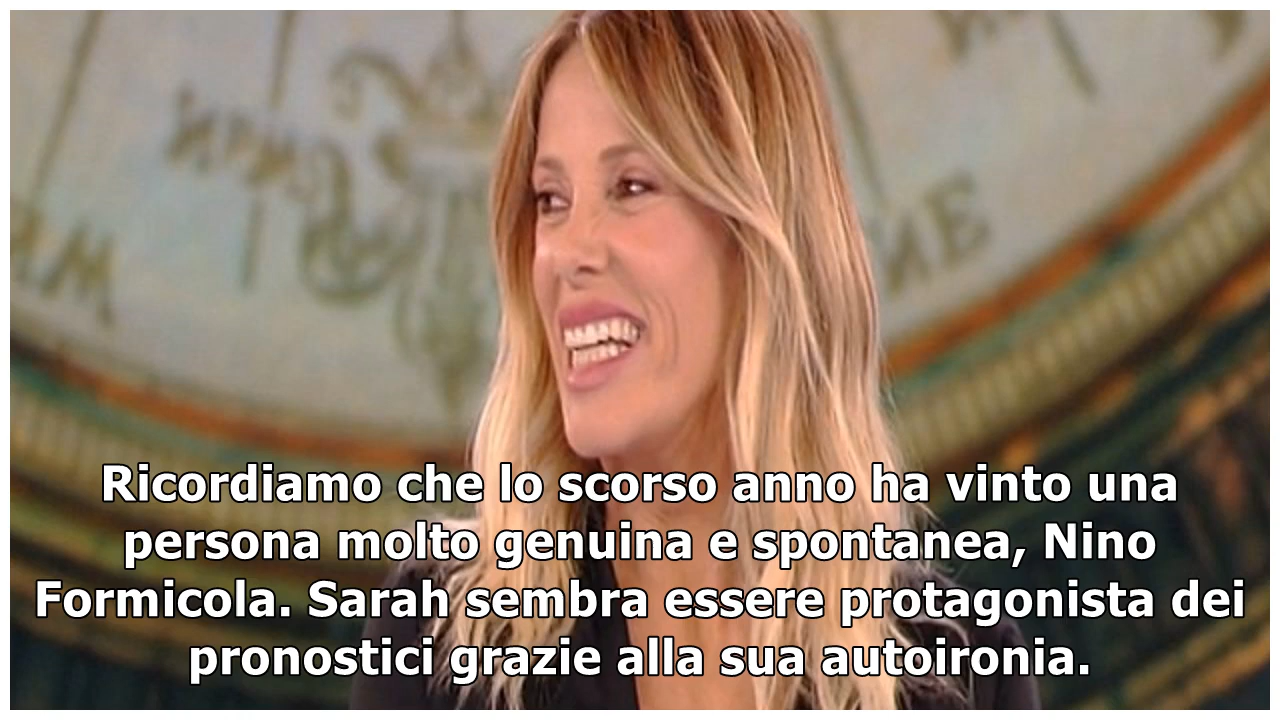 Ricordiamo che lo scorso anno ha vinto una
persona molto genuina e spontanea, Nino
Formicola. Sarah sembra essere protagonista dei
pronostici grazie alla sua autoironia.